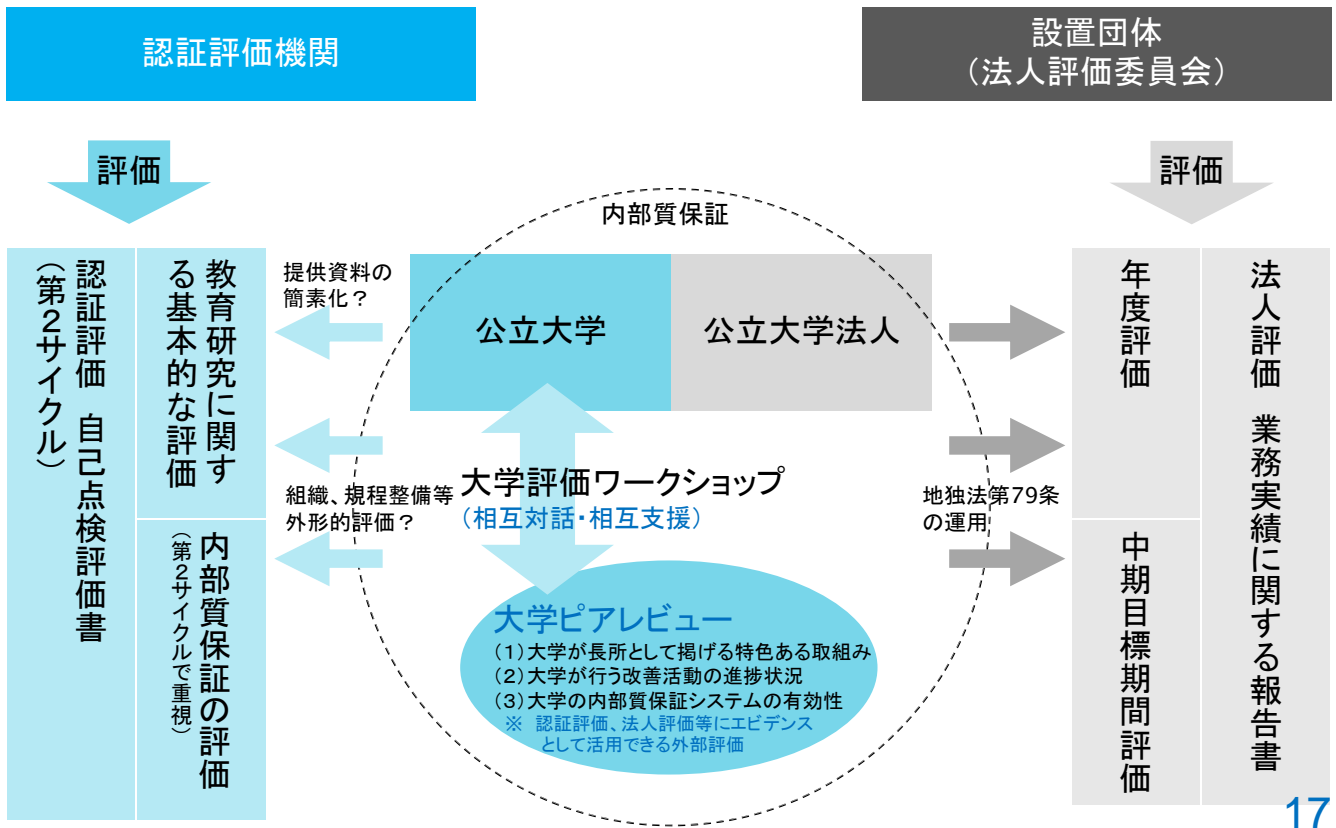 認証評価機関
設置団体
（法人評価委員会）
評価
評価
内部質保証
認証評価　自己点検評価書
（第２サイクル）
教育研究に関す
る基本的な評価
内部質保証の評価
（第２サイクルで重視）
提供資料の
簡素化？
組織、規程整備等
外形的評価？
公立大学
公立大学法人
大学評価ワークショップ
（相互対話・相互支援）
大学ピアレビュー
（１）大学が長所として掲げる特色ある取組み
（２）大学が行う改善活動の進捗状況
（３）大学の内部質保証システムの有効性
※　認証評価、法人評価等にエビデンス
として活用できる外部評価
地独法第79条
の運用
年度評価
中期目標期間評価
法人評価　業務実績に関する報告書
17